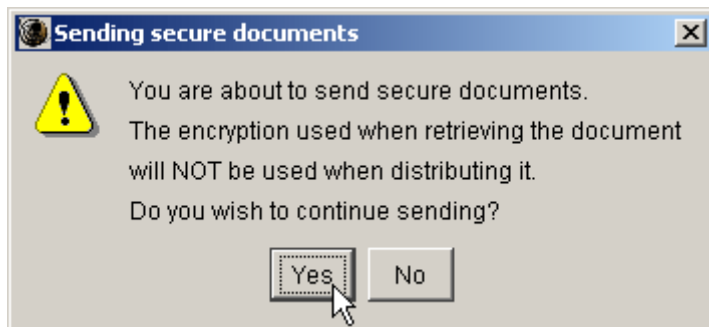 Sending secure documents
You are about to send secure documents.
The encryption used when retrieving the document
will NOT be used when distributing it.
Do you wish to continue sending?
Yes No